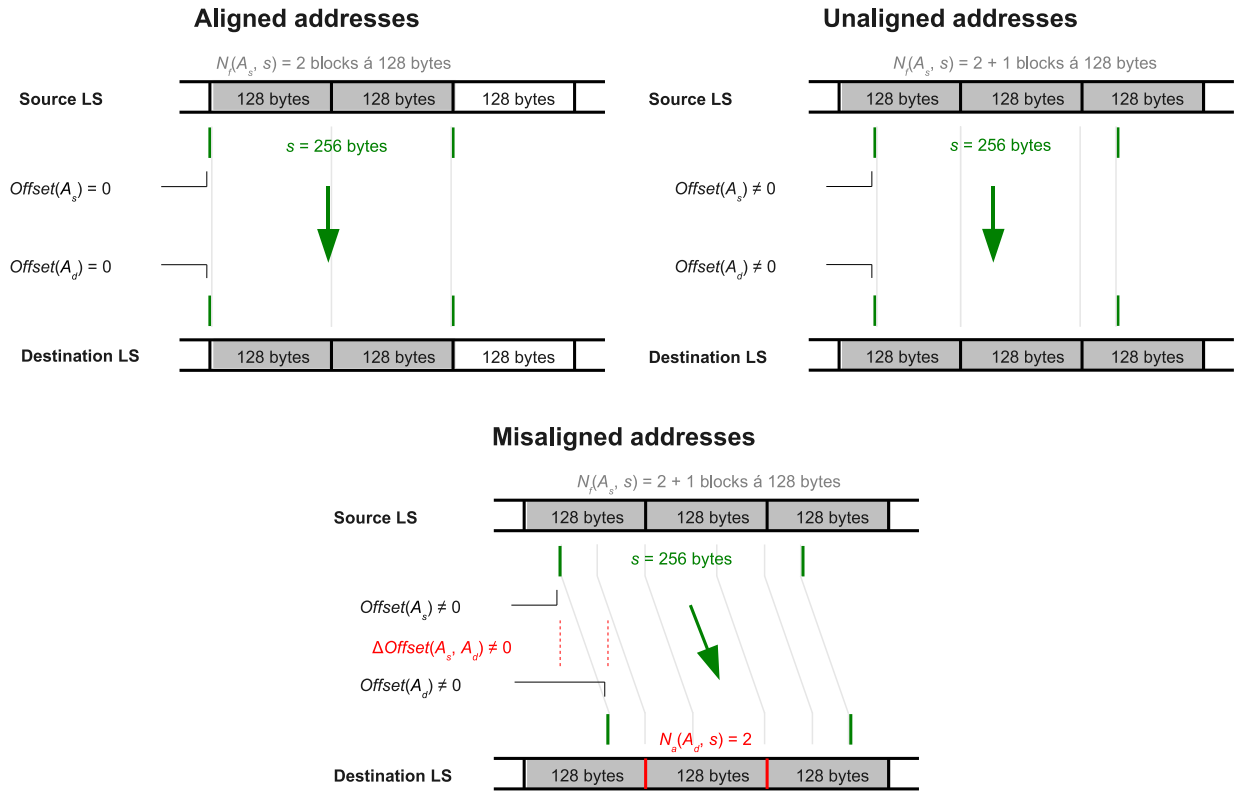 Aligned addresses
N_f(A_s, s) = 2 blocks á 128 bytes
Source LS
128 bytes
128 bytes
128 bytes
s = 256 bytes
Offset(A_s) = 0
Offset(A_d) = 0
Destination LS
128 bytes
128 bytes
128 bytes
Unaligned addresses
N_f(A_s, s) = 2 + 1 blocks á 128 bytes
Source LS
128 bytes
128 bytes
128 bytes
s = 256 bytes
Offset(A_s) ≠ 0
Offset(A_d) ≠ 0
Destination LS
128 bytes
128 bytes
128 bytes
Misaligned addresses
N_f(A_s, s) = 2 + 1 blocks á 128 bytes
Source LS
128 bytes
128 bytes
128 bytes
s = 256 bytes
Offset(A_s) ≠ 0
ΔOffset(A_s, A_d) ≠ 0
Offset(A_d) ≠ 0
N_a(A_d, s) = 2
Destination LS
128 bytes
128 bytes
128 bytes